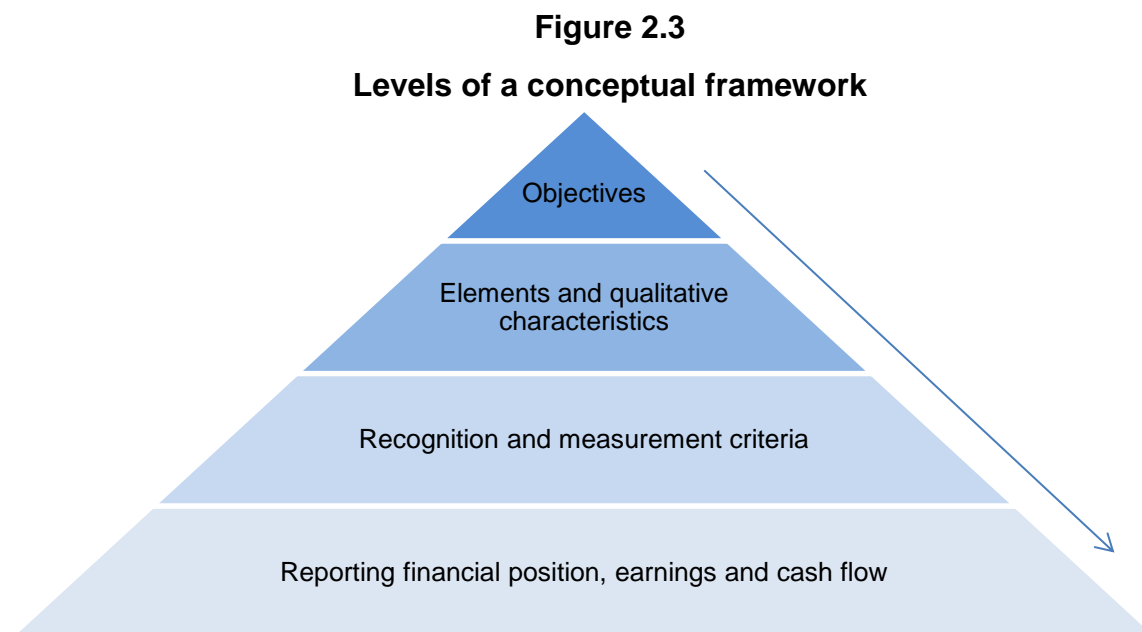 Figure 2.3
Levels of a conceptual framework
Objectives
Elements and qualitative
characteristics
Recognition and measurement criteria
Reporting financial position, earnings and cash flow